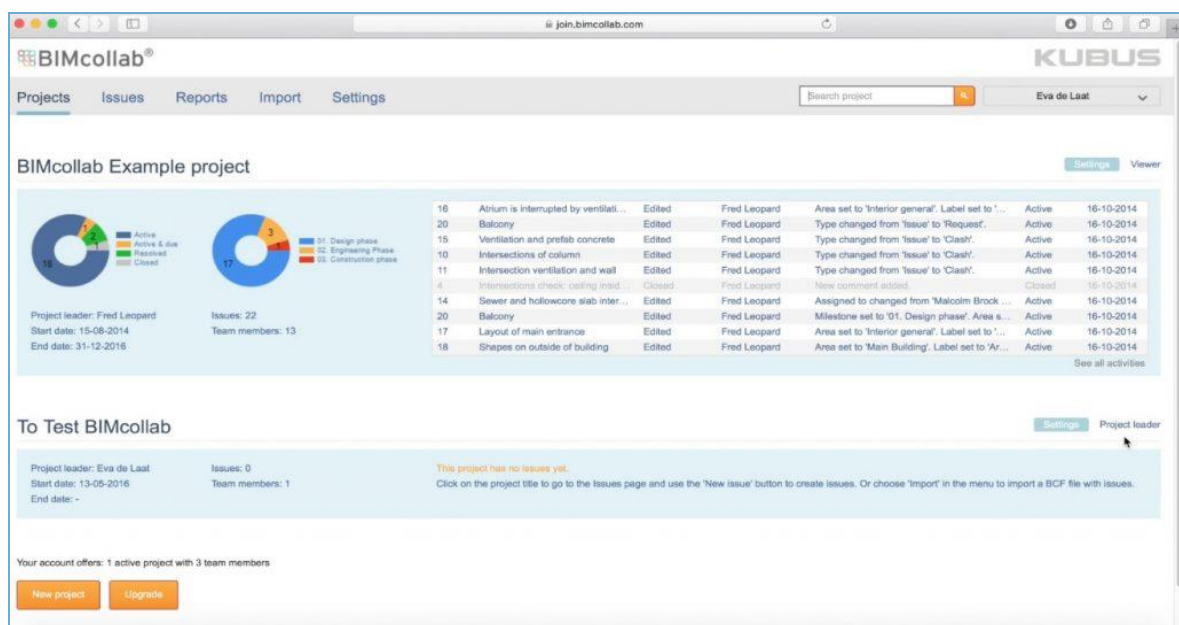 join.bimcollab.com
BIMcollab®
KUBUS
Projects Issues Reports Import Settings
Search project
Eva de Laat
BIMcollab Example project
Settings Viewer
1
2
1
18
Active
Active & due
Resolved
Closed
3
1
17
01. Design phase
02. Engineering Phase
03. Construction phase
Project leader: Fred Leopard
Start date: 15-08-2014
End date: 31-12-2016
Issues: 22
Team members: 13
16 Atrium is interrupted by ventilati... Edited Fred Leopard Area set to 'Interior general'. Label set to '... Active 16-10-2014
20 Balcony Edited Fred Leopard Type changed from 'Issue' to 'Request'. Active 16-10-2014
15 Ventilation and prefab concrete Edited Fred Leopard Type changed from 'Issue' to 'Clash'. Active 16-10-2014
10 Intersections of column Edited Fred Leopard Type changed from 'Issue' to 'Clash'. Active 16-10-2014
11 Intersection ventilation and wall Edited Fred Leopard Type changed from 'Issue' to 'Clash'. Active 16-10-2014
4 Intersections check: ceiling insid... Closed Fred Leopard New comment added. Closed 16-10-2014
14 Sewer and hollowcore slab inter... Edited Fred Leopard Assigned to changed from 'Malcolm Brock ... Active 16-10-2014
20 Balcony Edited Fred Leopard Milestone set to '01. Design phase'. Area s... Active 16-10-2014
17 Layout of main entrance Edited Fred Leopard Area set to 'Interior general'. Label set to '... Active 16-10-2014
18 Shapes on outside of building Edited Fred Leopard Area set to 'Main Building'. Label set to 'Ar... Active 16-10-2014
See all activities
To Test BIMcollab
Settings Project leader
Project leader: Eva de Laat
Start date: 13-05-2016
End date: -
Issues: 0
Team members: 1
This project has no issues yet.
Click on the project title to go to the Issues page and use the 'New issue' button to create issues. Or choose 'Import' in the menu to import a BCF file with issues.
Your account offers: 1 active project with 3 team members
New project Upgrade